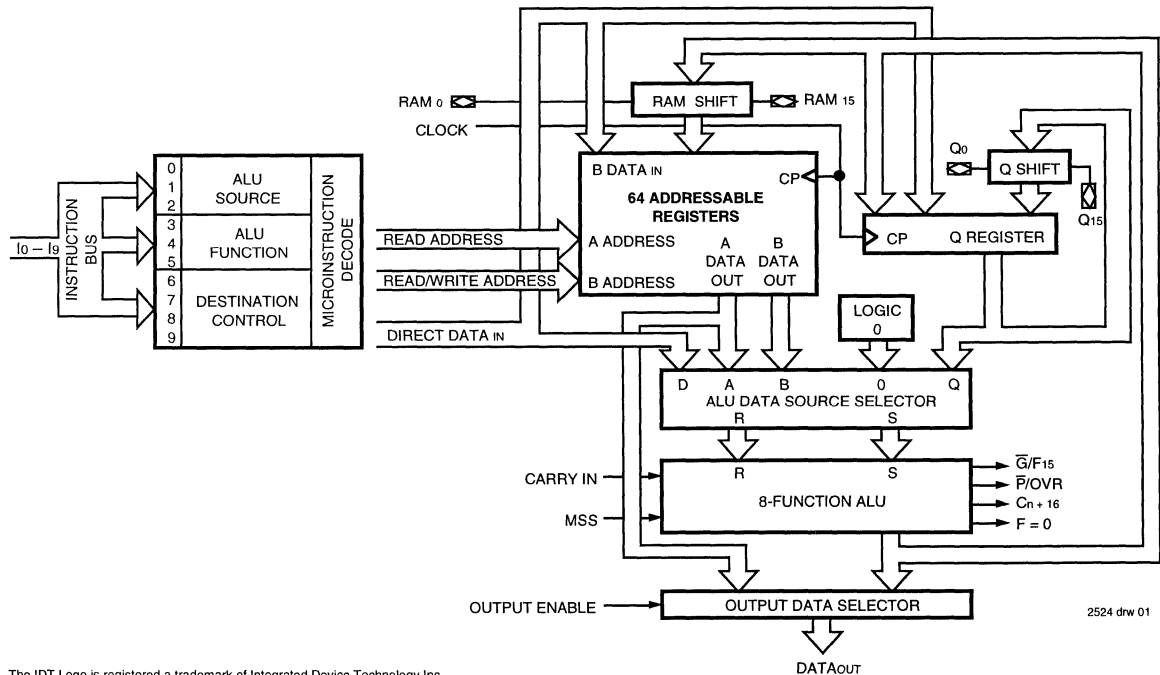 RAM 0
RAM SHIFT
RAM 15
CLOCK
Q0
Q SHIFT
Q15
I0 – I9
INSTRUCTION BUS
0
1
2
ALU SOURCE
3
4
5
ALU FUNCTION
6
7
8
9
DESTINATION CONTROL
MICROINSTRUCTION DECODE
B DATA IN
CP
64 ADDRESSABLE REGISTERS
READ ADDRESS
A ADDRESS
READ/WRITE ADDRESS
B ADDRESS
A DATA OUT
B DATA OUT
CP
Q REGISTER
LOGIC 0
DIRECT DATA IN
D A B 0 Q
ALU DATA SOURCE SELECTOR
R S
R S
8-FUNCTION ALU
CARRY IN
MSS
G̅/F15
P̅/OVR
Cn + 16
F = 0
OUTPUT ENABLE
OUTPUT DATA SELECTOR
2524 drw 01
DATAOUT
The IDT Logo is registered a trademark of Integrated Device Technology Inc